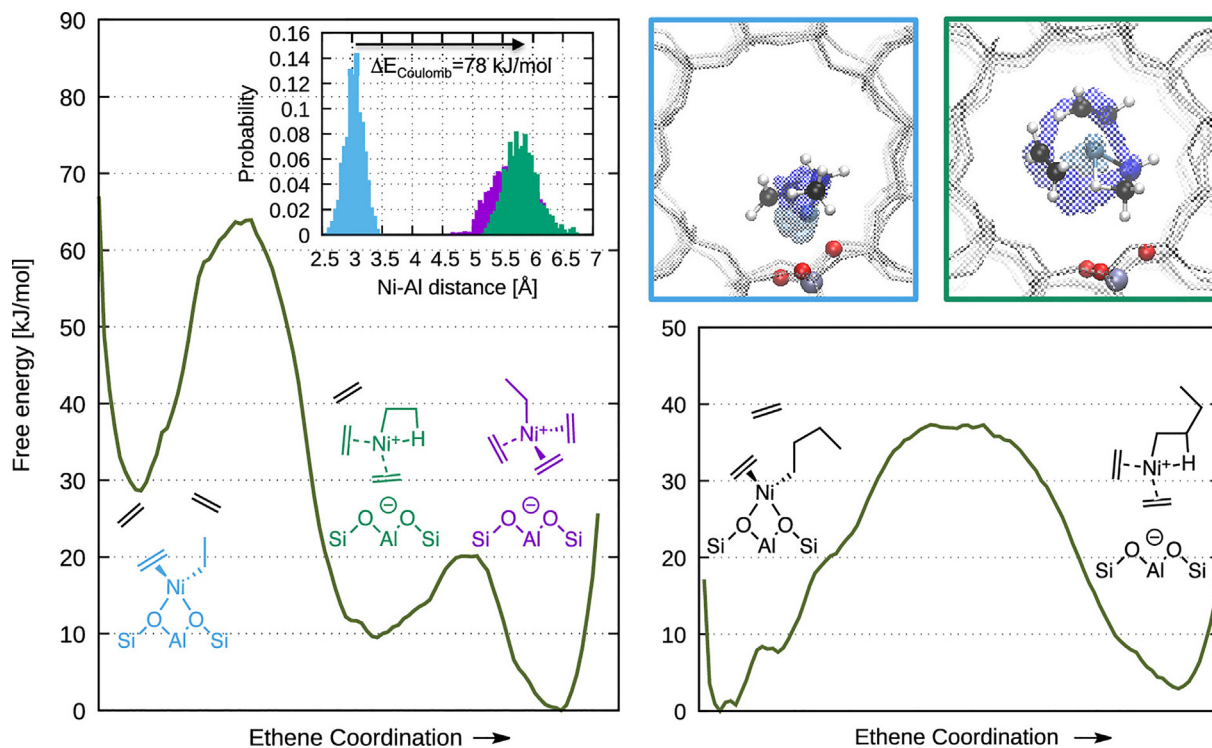 Free energy [kJ/mol]
90
80
70
60
50
40
30
20
10
0
Ethene Coordination →
Probability
0.16
0.14
0.12
0.1
0.08
0.06
0.04
0.02
0
ΔE Coulomb=78 kJ/mol
2.5 3 3.5 4 4.5 5 5.5 6 6.5 7
Ni-Al distance [Å]
Ni
O O
Si Al Si
Ni+ H
⊖
O O
Si Al Si
Ni+
⊖
O O
Si Al Si
50
40
30
20
10
0
Ni
O O
Si Al Si
Ni+ H
⊖
O O
Si Al Si
Ethene Coordination →